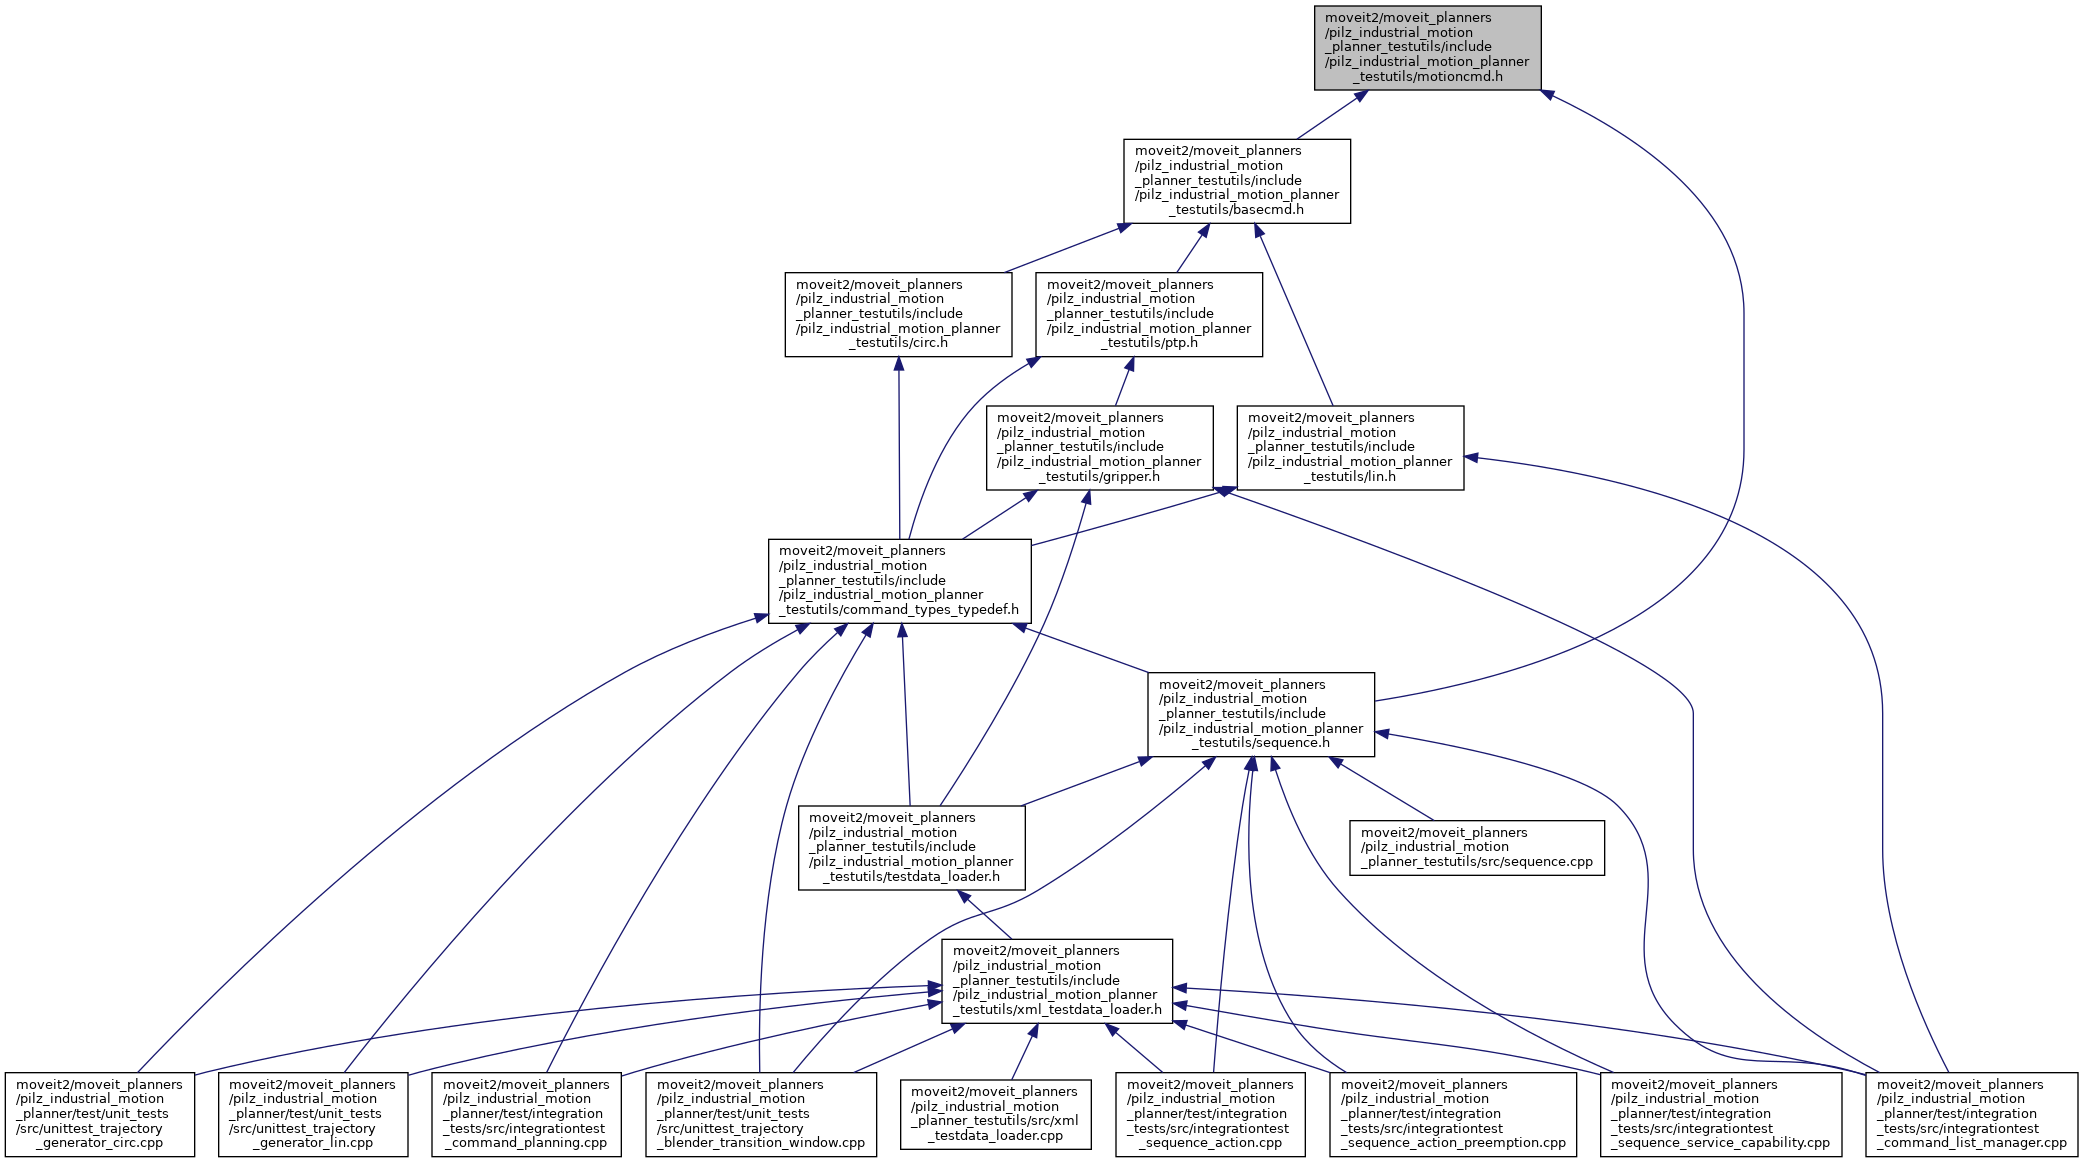 moveit2/moveit_planners
/pilz_industrial_motion
_planner_testutils/include
/pilz_industrial_motion_planner
_testutils/motioncmd.h
moveit2/moveit_planners
/pilz_industrial_motion
_planner_testutils/include
/pilz_industrial_motion_planner
_testutils/basecmd.h
moveit2/moveit_planners
/pilz_industrial_motion
_planner_testutils/include
/pilz_industrial_motion_planner
_testutils/circ.h
moveit2/moveit_planners
/pilz_industrial_motion
_planner_testutils/include
/pilz_industrial_motion_planner
_testutils/ptp.h
moveit2/moveit_planners
/pilz_industrial_motion
_planner_testutils/include
/pilz_industrial_motion_planner
_testutils/gripper.h
moveit2/moveit_planners
/pilz_industrial_motion
_planner_testutils/include
/pilz_industrial_motion_planner
_testutils/lin.h
moveit2/moveit_planners
/pilz_industrial_motion
_planner_testutils/include
/pilz_industrial_motion_planner
_testutils/command_types_typedef.h
moveit2/moveit_planners
/pilz_industrial_motion
_planner_testutils/include
/pilz_industrial_motion_planner
_testutils/sequence.h
moveit2/moveit_planners
/pilz_industrial_motion
_planner_testutils/include
/pilz_industrial_motion_planner
_testutils/testdata_loader.h
moveit2/moveit_planners
/pilz_industrial_motion
_planner_testutils/src/sequence.cpp
moveit2/moveit_planners
/pilz_industrial_motion
_planner_testutils/include
/pilz_industrial_motion_planner
_testutils/xml_testdata_loader.h
moveit2/moveit_planners
/pilz_industrial_motion
_planner/test/unit_tests
/src/unittest_trajectory
_generator_circ.cpp
moveit2/moveit_planners
/pilz_industrial_motion
_planner/test/unit_tests
/src/unittest_trajectory
_generator_lin.cpp
moveit2/moveit_planners
/pilz_industrial_motion
_planner/test/integration
_tests/src/integrationtest
_command_planning.cpp
moveit2/moveit_planners
/pilz_industrial_motion
_planner/test/unit_tests
/src/unittest_trajectory
_blender_transition_window.cpp
moveit2/moveit_planners
/pilz_industrial_motion
_planner_testutils/src/xml
_testdata_loader.cpp
moveit2/moveit_planners
/pilz_industrial_motion
_planner/test/integration
_tests/src/integrationtest
_sequence_action.cpp
moveit2/moveit_planners
/pilz_industrial_motion
_planner/test/integration
_tests/src/integrationtest
_sequence_action_preemption.cpp
moveit2/moveit_planners
/pilz_industrial_motion
_planner/test/integration
_tests/src/integrationtest
_sequence_service_capability.cpp
moveit2/moveit_planners
/pilz_industrial_motion
_planner/test/integration
_tests/src/integrationtest
_command_list_manager.cpp